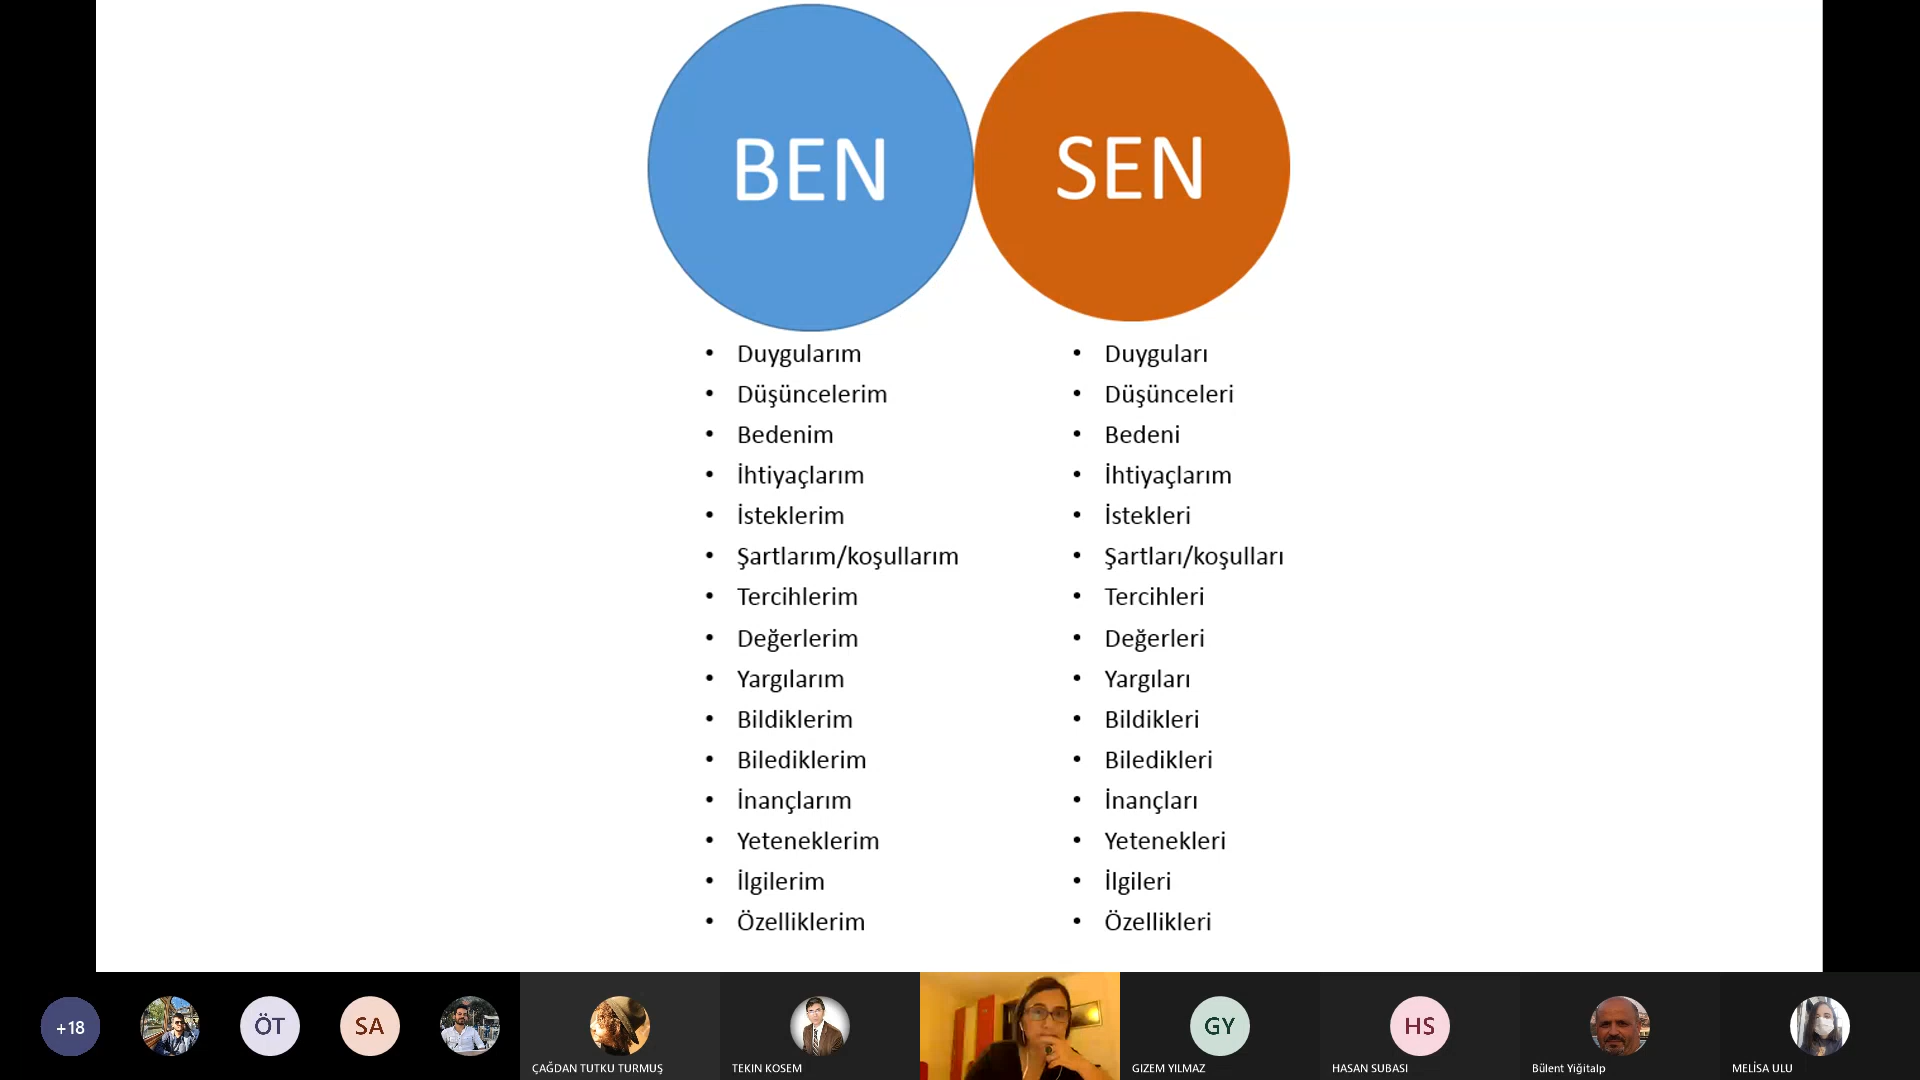 BEN
SEN
• Duygularım
• Düşüncelerim
• Bedenim
• İhtiyaçlarım
• İsteklerim
• Şartlarım/koşullarım
• Tercihlerim
• Değerlerim
• Yargılarım
• Bildiklerim
• Bilediklerim
• İnançlarım
• Yeteneklerim
• İlgilerim
• Özelliklerim
• Duyguları
• Düşünceleri
• Bedeni
• İhtiyaçlarım
• İstekleri
• Şartları/koşulları
• Tercihleri
• Değerleri
• Yargıları
• Bildikleri
• Biledikleri
• İnançları
• Yetenekleri
• İlgileri
• Özellikleri
+18
ÖT
SA
ÇAĞDAN TUTKU TURMUŞ
TEKIN KOSEM
GY
GIZEM YILMAZ
HS
HASAN SUBASI
Bülent Yiğitalp
MELİSA ULU